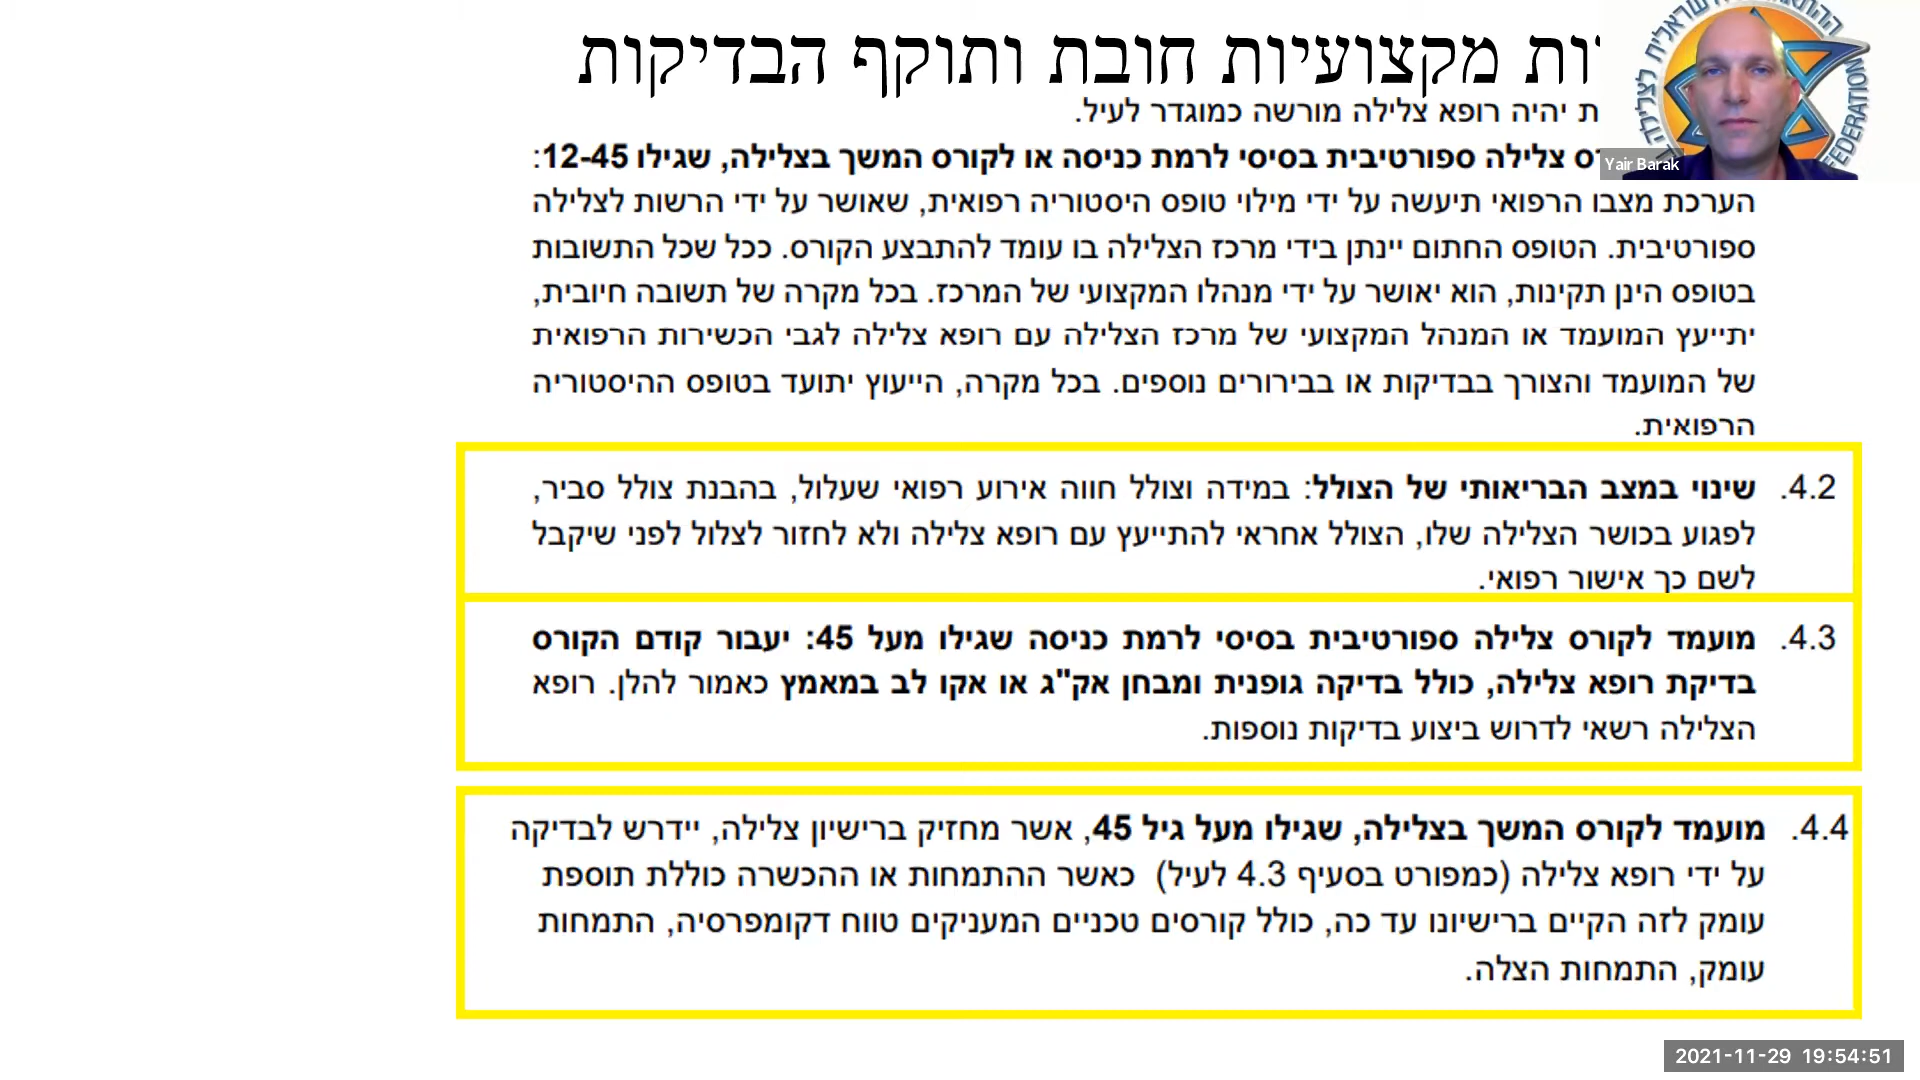 ות מקצועיות חובת ותוקף הבדיקות
ת יהיה רופא צלילה מורשה כמוגדר לעיל.
ס צלילה ספורטיבית בסיסי לרמת כניסה או לקורס המשך בצלילה, שגילו 12-45:
הערכת מצבו הרפואי תיעשה על ידי מילוי טופס היסטוריה רפואית, שאושר על ידי הרשות לצלילה
ספורטיבית. הטופס החתום יינתן בידי מרכז הצלילה בו עומד להתבצע הקורס. ככל שכל התשובות
בטופס הינן תקינות, הוא יאושר על ידי מנהלו המקצועי של המרכז. בכל מקרה של תשובה חיובית,
יתייעץ המועמד או המנהל המקצועי של מרכז הצלילה עם רופא צלילה לגבי הכשירות הרפואית
של המועמד והצורך בבדיקות או בבירורים נוספים. בכל מקרה, הייעוץ יתועד בטופס ההיסטוריה
הרפואית.
4.2. שינוי במצב הבריאותי של הצולל: במידה וצולל חווה אירוע רפואי שעלול, בהבנת צולל סביר,
לפגוע בכושר הצלילה שלו, הצולל אחראי להתייעץ עם רופא צלילה ולא לחזור לצלול לפני שיקבל
לשם כך אישור רפואי.
4.3. מועמד לקורס צלילה ספורטיבית בסיסי לרמת כניסה שגילו מעל 45: יעבור קודם הקורס
בדיקת רופא צלילה, כולל בדיקה גופנית ומבחן אק"ג או אקו לב במאמץ כאמור להלן. רופא
הצלילה רשאי לדרוש ביצוע בדיקות נוספות.
4.4. מועמד לקורס המשך בצלילה, שגילו מעל גיל 45, אשר מחזיק ברישיון צלילה, יידרש לבדיקה
על ידי רופא צלילה (כמפורט בסעיף 4.3 לעיל) כאשר ההתמחות או ההכשרה כוללת תוספת
עומק לזה הקיים ברישיונו עד כה, כולל קורסים טכניים המעניקים טווח דקומפרסיה, התמחות
עומק, התמחות הצלה.
FEDERATION
Yair Barak
2021-11-29 19:54:51